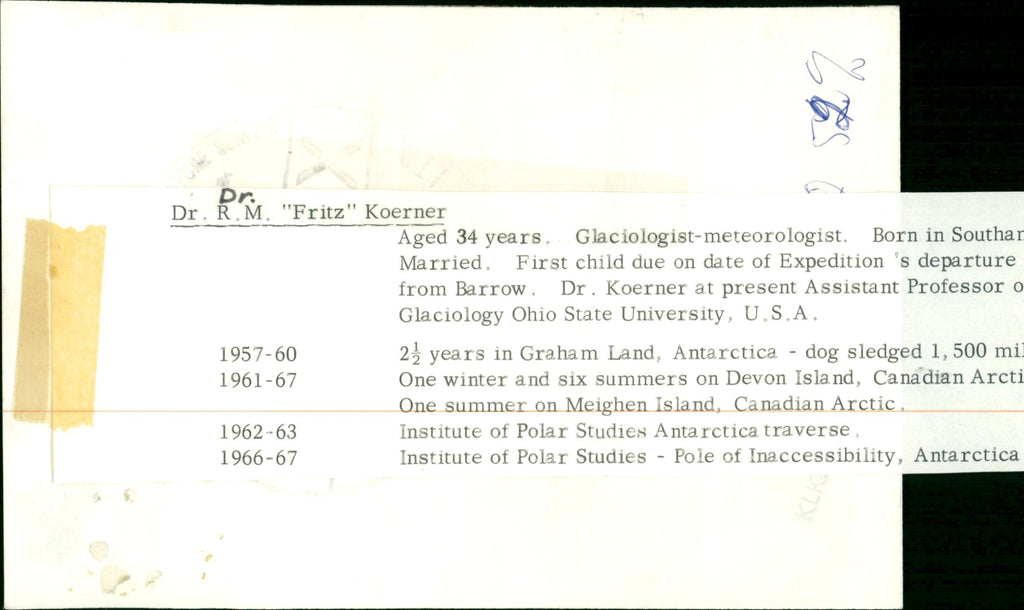 Dr.
Dr. R.M. "Fritz" Koerner
Aged 34 years. Glaciologist-meteorologist. Born in
Married. First child due on date of Expedition 's departure
from Barrow. Dr. Koerner at present Assistant Professor
Glaciology Ohio State University, U.S.A.
1957-60 2½ years in Graham Land, Antarctica - dog sledged 1,500
1961-67 One winter and six summers on Devon Island, Canadian
One summer on Meighen Island, Canadian Arctic.
1962-63 Institute of Polar Studies Antarctica traverse.
1966-67 Institute of Polar Studies - Pole of Inaccessibility, Antarctica